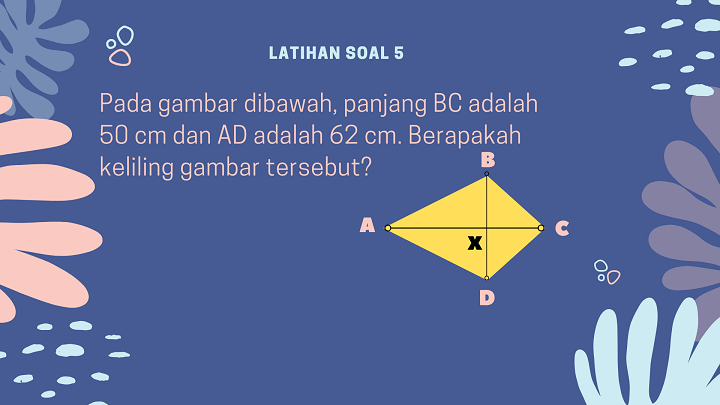 LATIHAN SOAL 5
Pada gambar dibawah, panjang BC adalah
50 cm dan AD adalah 62 cm. Berapakah
keliling gambar tersebut?
B
A
C
X
D